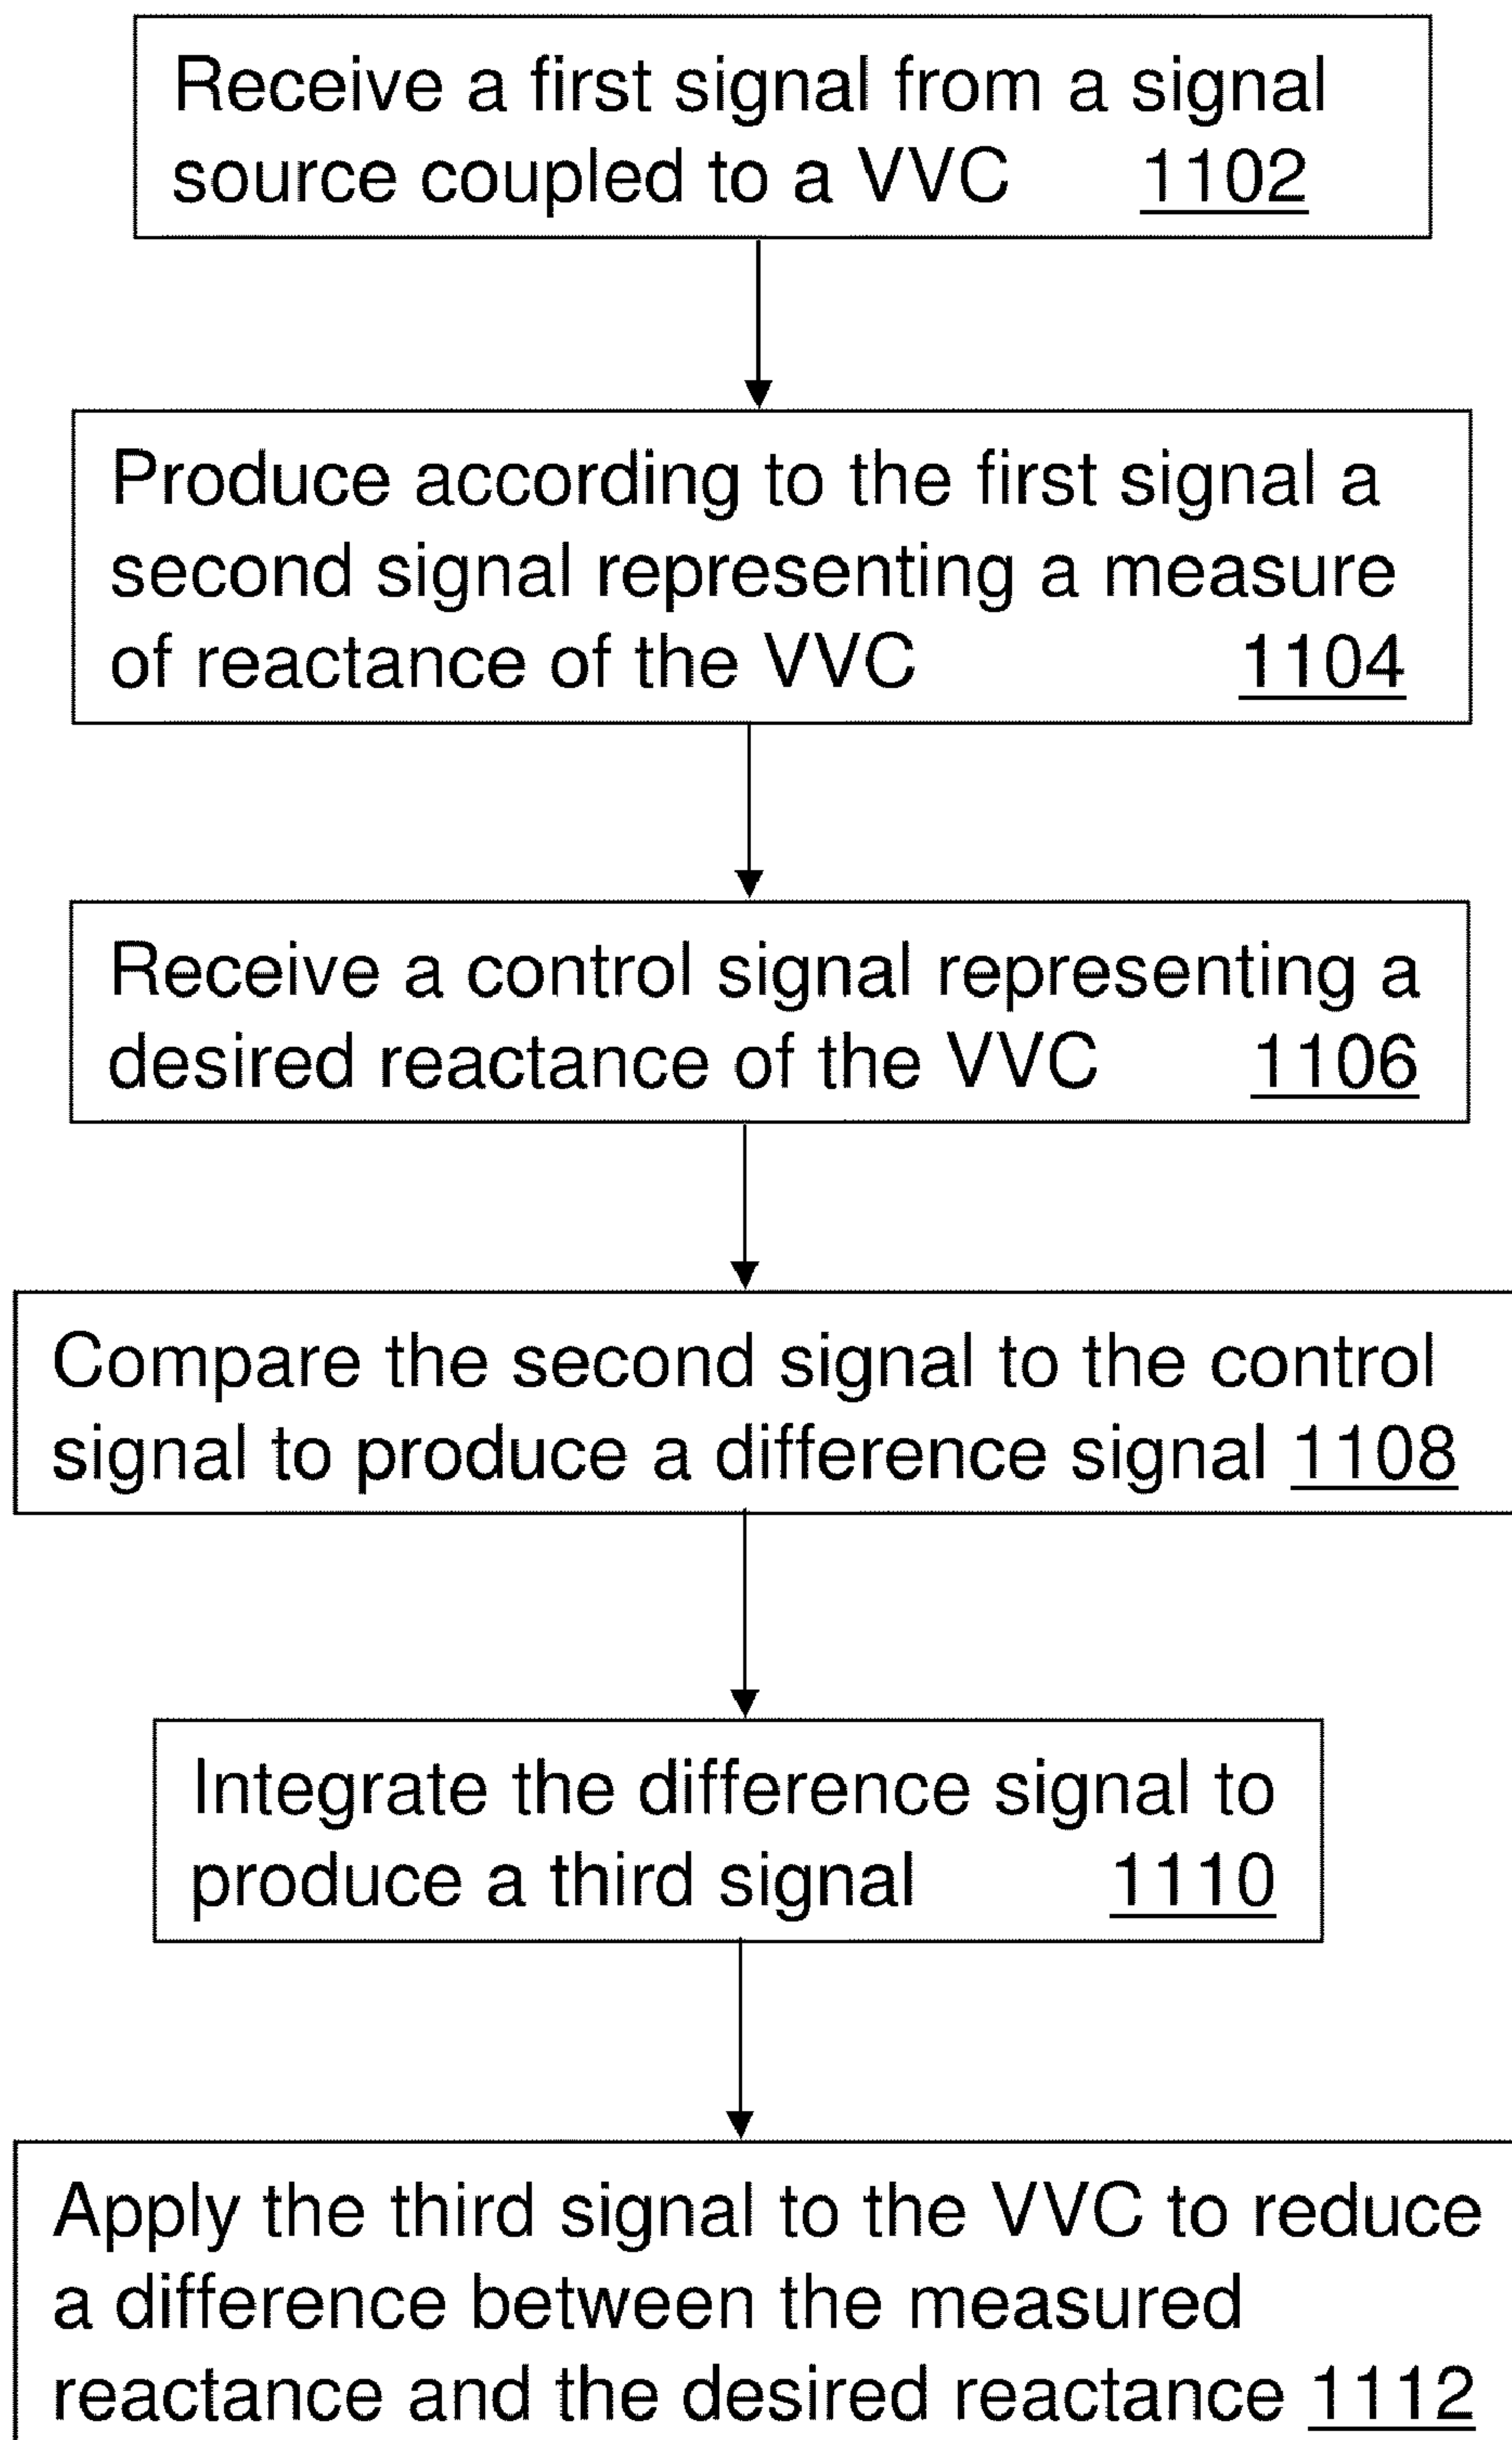 Receive a first signal from a signal
source coupled to a VVC 1102
Produce according to the first signal a
second signal representing a measure
of reactance of the VVC 1104
Receive a control signal representing a
desired reactance of the VVC 1106
Compare the second signal to the control
signal to produce a difference signal 1108
Integrate the difference signal to
produce a third signal 1110
Apply the third signal to the VVC to reduce
a difference between the measured
reactance and the desired reactance 1112